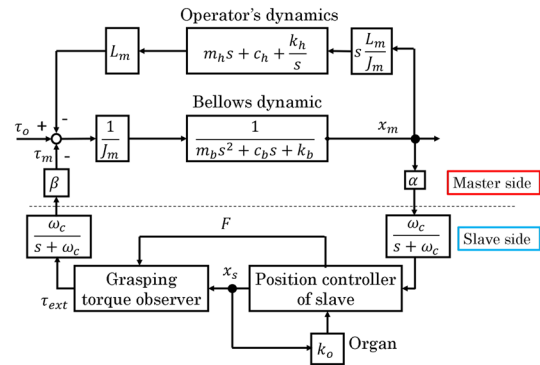 Operator's dynamics
L_m
m_h s + c_h + k_h/s
s L_m/J_m
Bellows dynamic
τ_o + -
1/J_m
1/(m_b s² + c_b s + k_b)
x_m
τ_m -
β
α
Master side
ω_c/(s + ω_c)
F
ω_c/(s + ω_c)
Slave side
Grasping
torque observer
x_s
Position controller
of slave
τ_ext
k_o
Organ